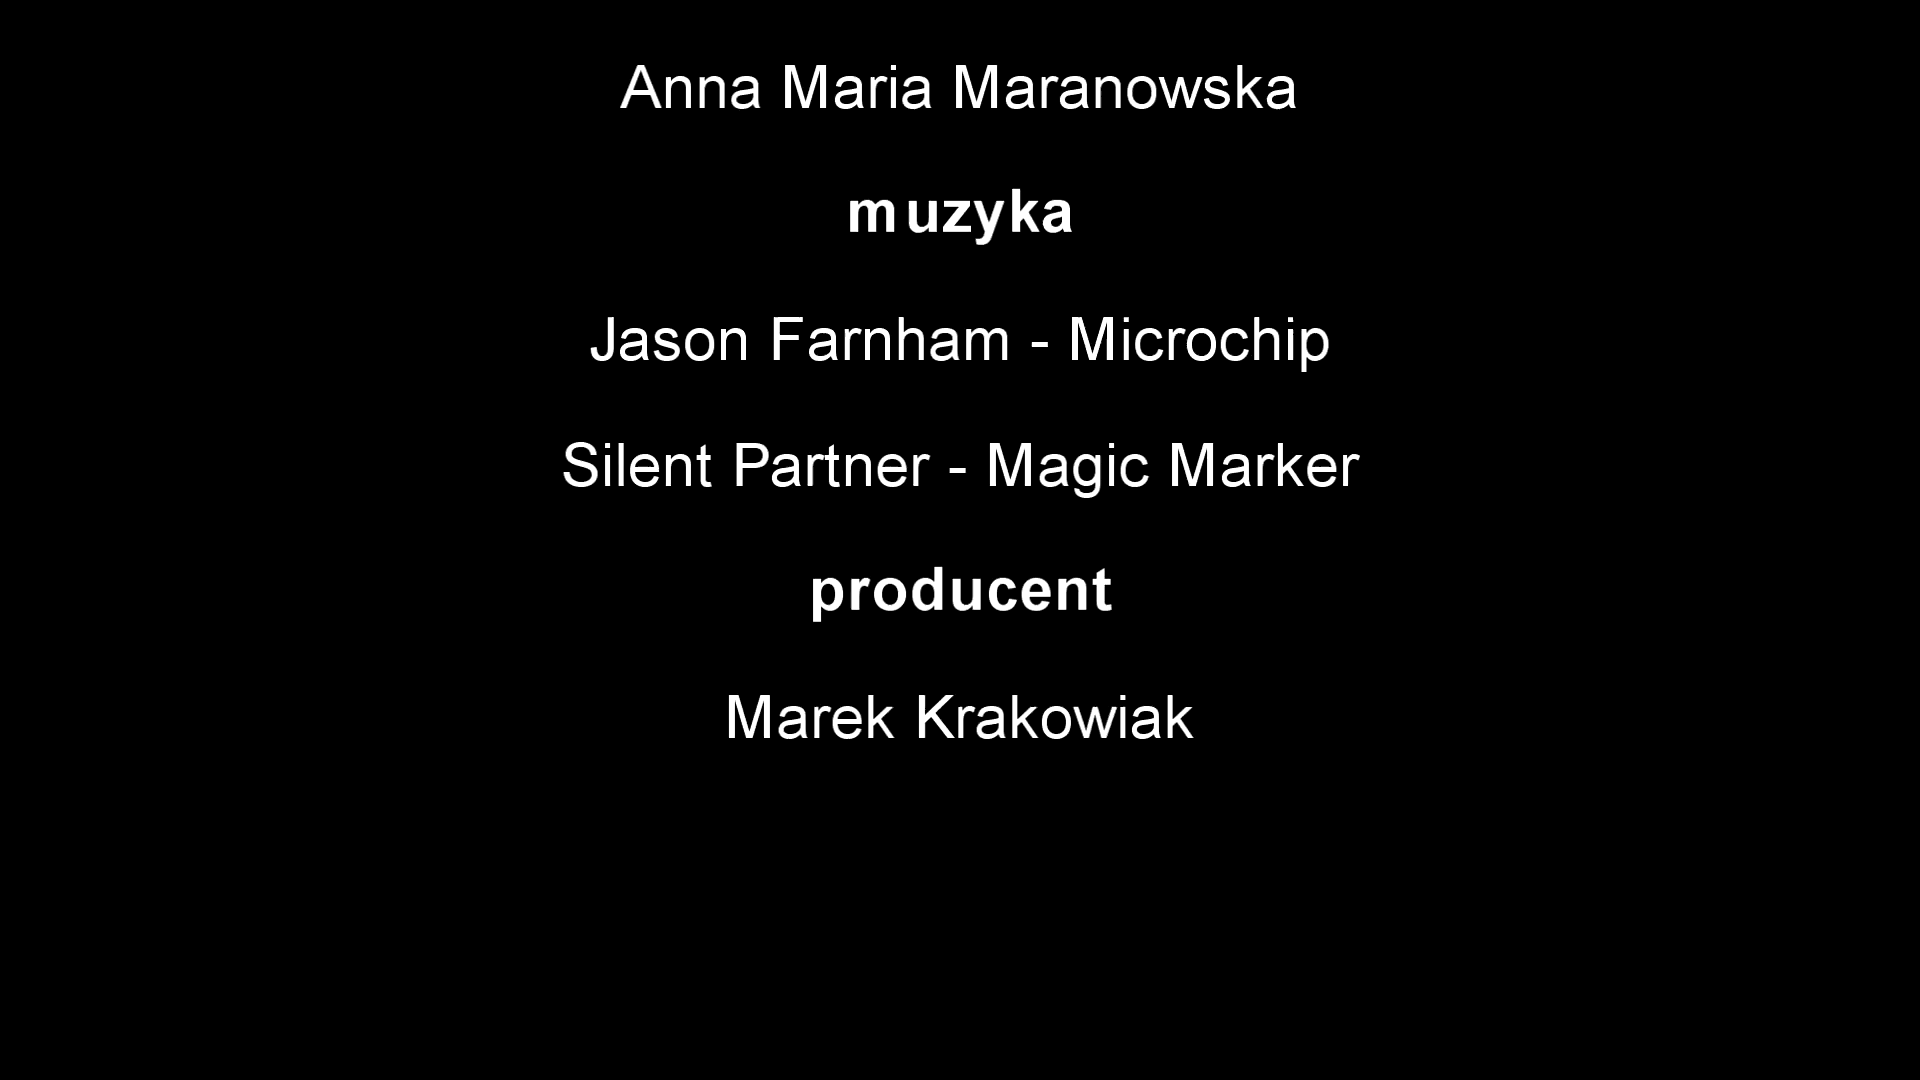 Anna Maria Maranowska
muzyka
Jason Farnham - Microchip
Silent Partner - Magic Marker
producent
Marek Krakowiak